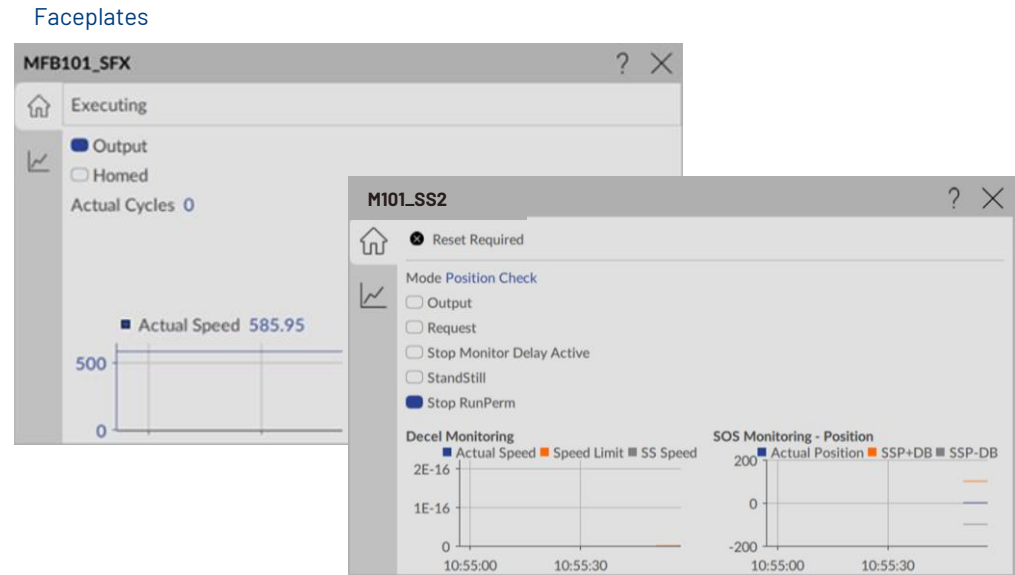 Faceplates
MFB101_SFX
?
Executing
Output
Homed
Actual Cycles 0
Actual Speed 585.95
500
0
M101_SS2
?
Reset Required
Mode Position Check
Output
Request
Stop Monitor Delay Active
StandStill
Stop RunPerm
Decel Monitoring
Actual Speed Speed Limit SS Speed
2E-16
1E-16
0
10:55:00 10:55:30
SOS Monitoring - Position
Actual Position SSP+DB SSP-DB
200
0
-200
10:55:00 10:55:30